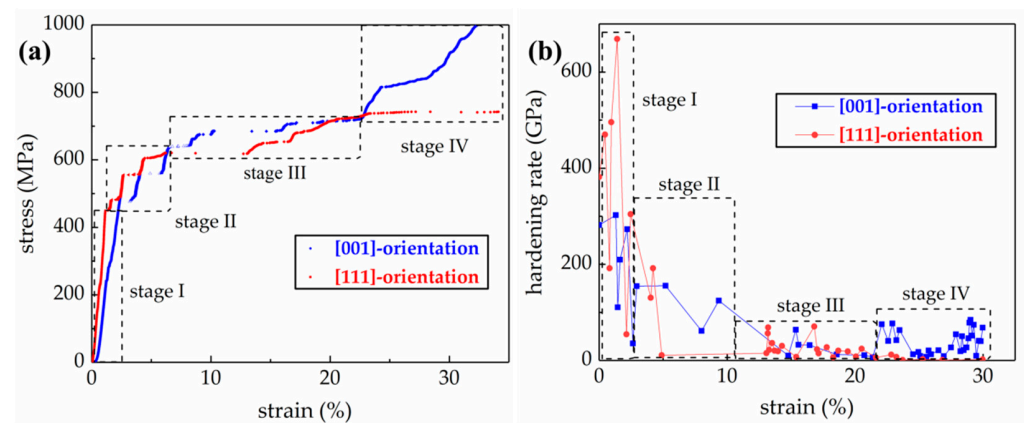 (a)
1000
800
600
400
200
0
stress (MPa)
stage IV
stage III
stage II
stage I
[001]-orientation
[111]-orientation
0
10
20
30
strain (%)
(b)
600
400
200
0
hardening rate (GPa)
stage I
[001]-orientation
[111]-orientation
stage II
stage III
stage IV
0
10
20
30
strain (%)